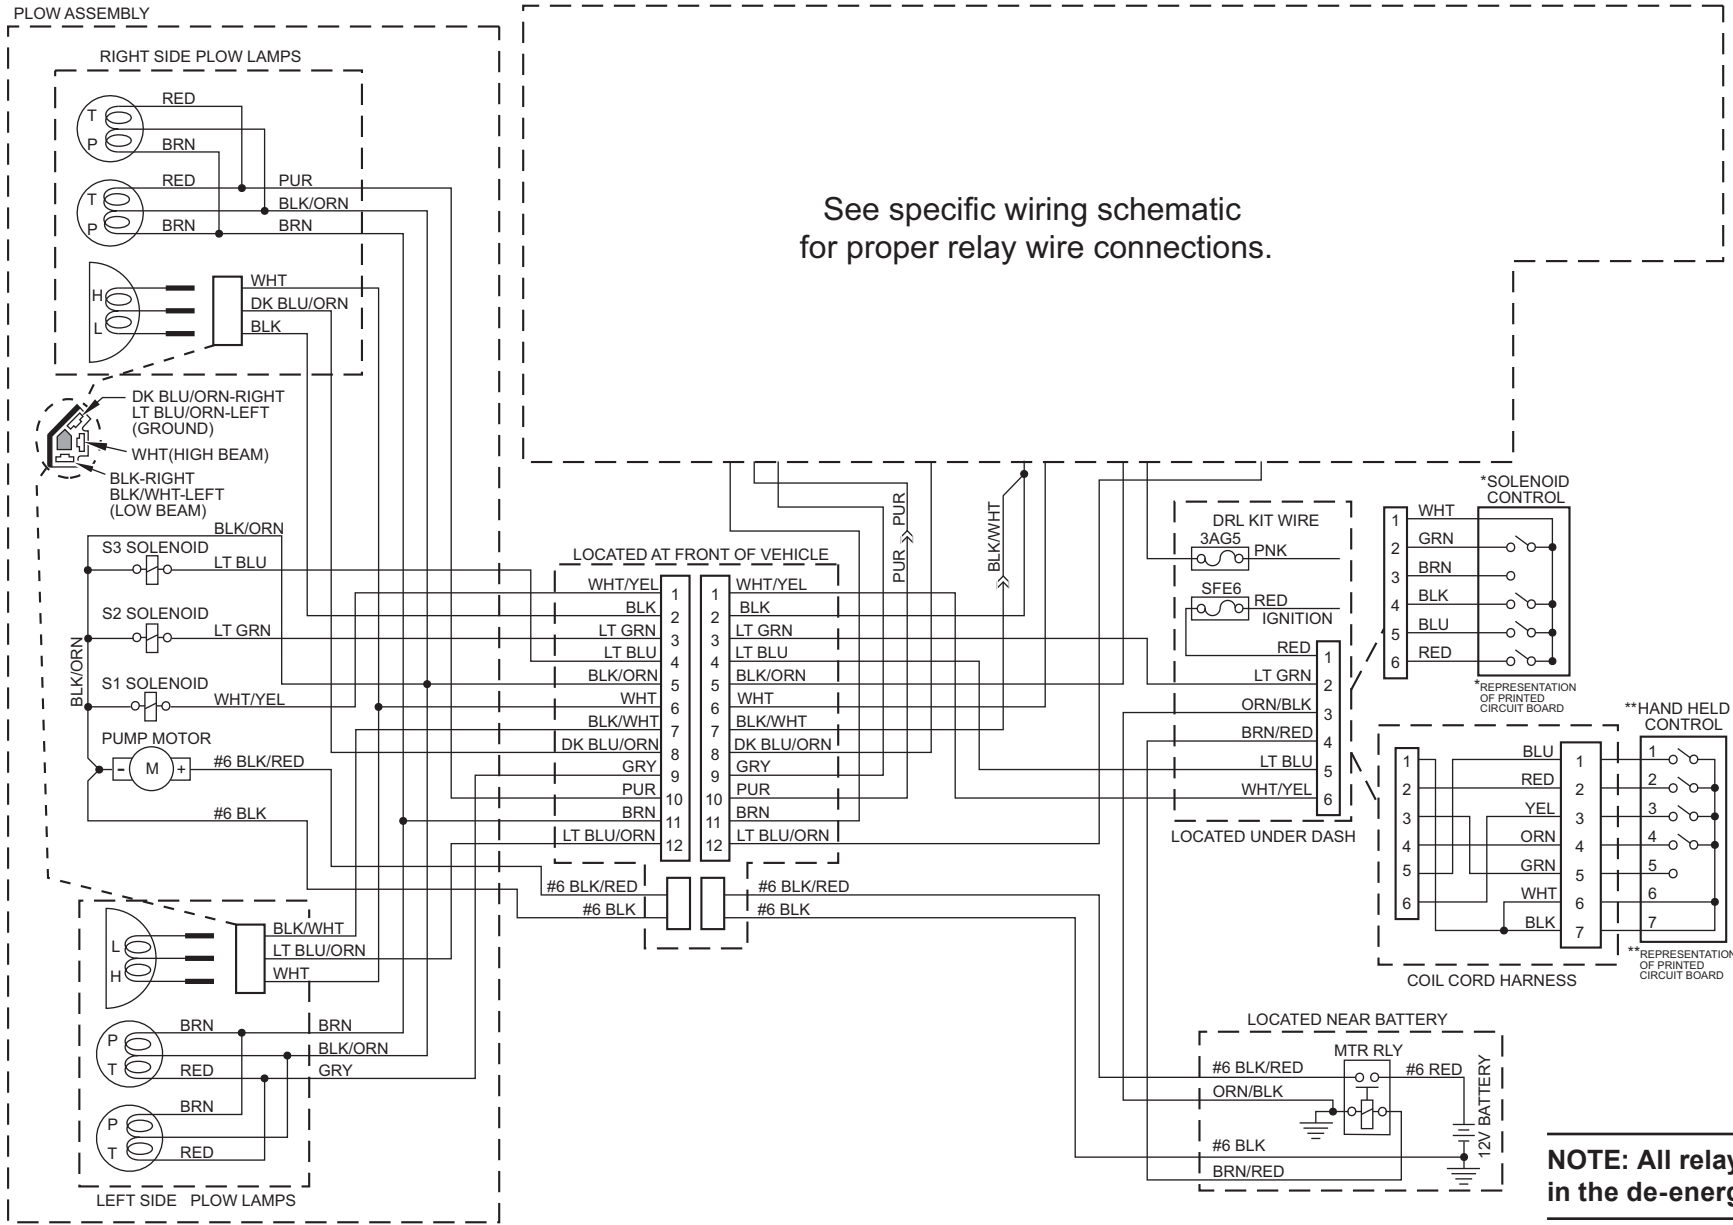 PLOW ASSEMBLY
RIGHT SIDE PLOW LAMPS
T
P
RED
BRN
T
P
RED
BRN
PUR
BLK/ORN
BRN
H
L
WHT
DK BLU/ORN
BLK
DK BLU/ORN-RIGHT
LT BLU/ORN-LEFT
(GROUND)
WHT(HIGH BEAM)
BLK-RIGHT
BLK/WHT-LEFT
(LOW BEAM)
BLK/ORN
S3 SOLENOID
LT BLU
S2 SOLENOID
LT GRN
BLK/ORN
S1 SOLENOID
WHT/YEL
PUMP MOTOR
- M +
#6 BLK/RED
#6 BLK
L
H
BLK/WHT
LT BLU/ORN
WHT
P
T
BRN
RED
BRN
BLK/ORN
GRY
P
T
BRN
RED
LEFT SIDE PLOW LAMPS
See specific wiring schematic
for proper relay wire connections.
LOCATED AT FRONT OF VEHICLE
WHT/YEL 1 1 WHT/YEL
BLK 2 2 BLK
LT GRN 3 3 LT GRN
LT BLU 4 4 LT BLU
BLK/ORN 5 5 BLK/ORN
WHT 6 6 WHT
BLK/WHT 7 7 BLK/WHT
DK BLU/ORN 8 8 DK BLU/ORN
GRY 9 9 GRY
PUR 10 10 PUR
BRN 11 11 BRN
LT BLU/ORN 12 12 LT BLU/ORN
#6 BLK/RED #6 BLK/RED
#6 BLK #6 BLK
PUR PUR
BLK/WHT
DRL KIT WIRE
3AG5
PNK
SFE6
RED
IGNITION
RED 1
LT GRN 2
ORN/BLK 3
BRN/RED 4
LT BLU 5
WHT/YEL 6
LOCATED UNDER DASH
*SOLENOID
CONTROL
1 WHT
2 GRN
3 BRN
4 BLK
5 BLU
6 RED
*REPRESENTATION
OF PRINTED
CIRCUIT BOARD
**HAND HELD
CONTROL
1 BLU 1 1
2 RED 2 2
3 YEL 3 3
4 ORN 4 4
5 GRN 5 5
6 WHT 6 6
BLK 7 7
**REPRESENTATION
OF PRINTED
CIRCUIT BOARD
COIL CORD HARNESS
LOCATED NEAR BATTERY
MTR RLY
#6 BLK/RED
#6 RED
ORN/BLK
12V BATTERY
#6 BLK
BRN/RED
NOTE: All relay
in the de-energ